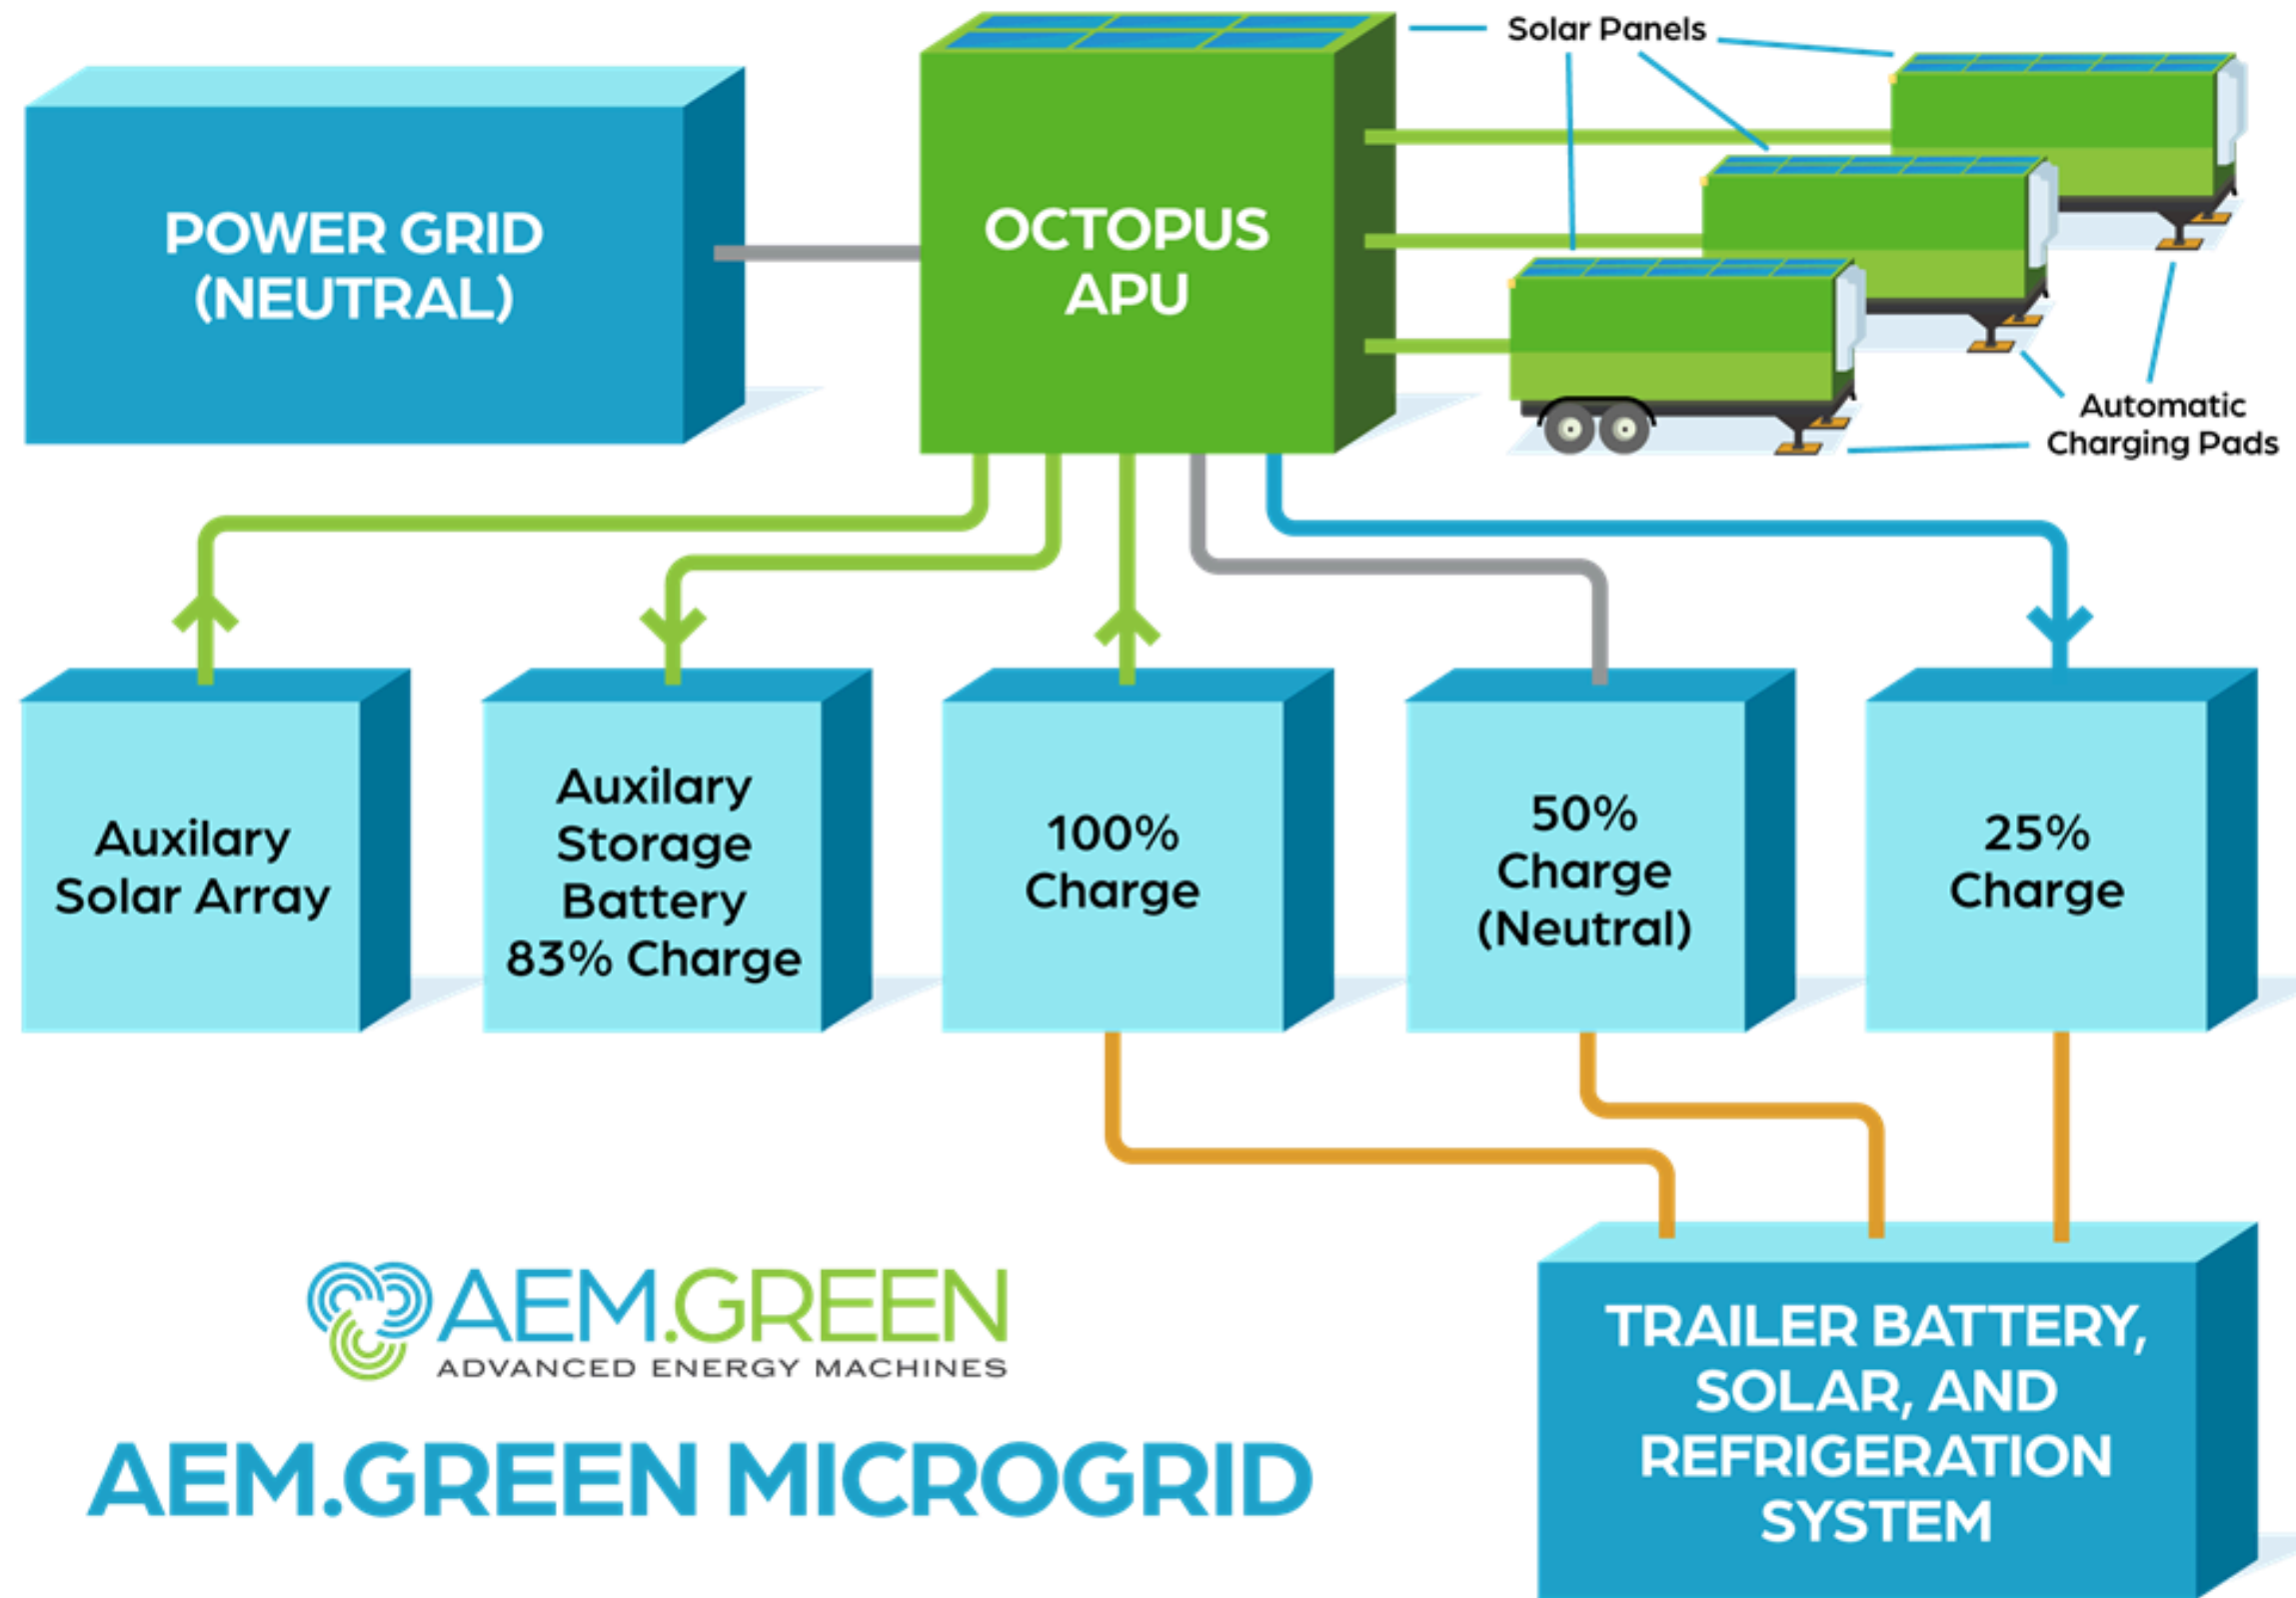 Solar Panels
POWER GRID
(NEUTRAL)
OCTOPUS
APU
Automatic
Charging Pads
Auxilary
Solar Array
Auxilary
Storage
Battery
83% Charge
100%
Charge
50%
Charge
(Neutral)
25%
Charge
AEM.GREEN
ADVANCED ENERGY MACHINES
AEM.GREEN MICROGRID
TRAILER BATTERY,
SOLAR, AND
REFRIGERATION
SYSTEM